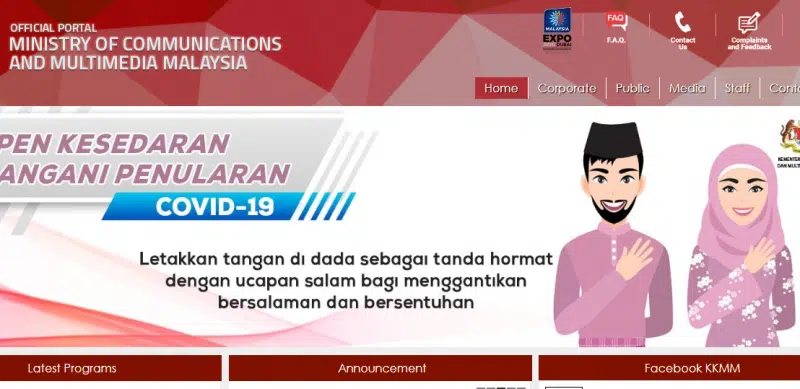 OFFICIAL PORTAL
MINISTRY OF COMMUNICATIONS
AND MULTIMEDIA MALAYSIA
MALAYSIA
EXPO
DUBAI
FAQ
F.A.Q.
Contact
Us
Complaints
and Feedback
Home
Corporate
Public
Media
Staff
Conta
PEN KESEDARAN
ANGANI PENULARAN
COVID-19
KEMENTER
DAN MULTI
Letakkan tangan di dada sebagai tanda hormat
dengan ucapan salam bagi menggantikan
bersalaman dan bersentuhan
Latest Programs
Announcement
Facebook KKMM